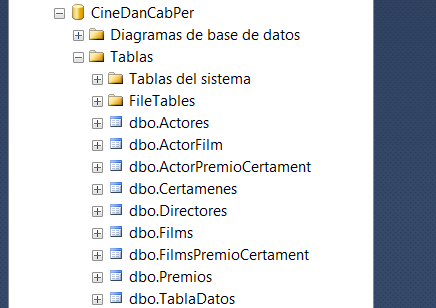 CineDanCabPer
Diagramas de base de datos
Tablas
Tablas del sistema
FileTables
dbo.Actores
dbo.ActorFilm
dbo.ActorPremioCertament
dbo.Certamenes
dbo.Directores
dbo.Films
dbo.FilmsPremioCertament
dbo.Premios
dbo.TablaDatos